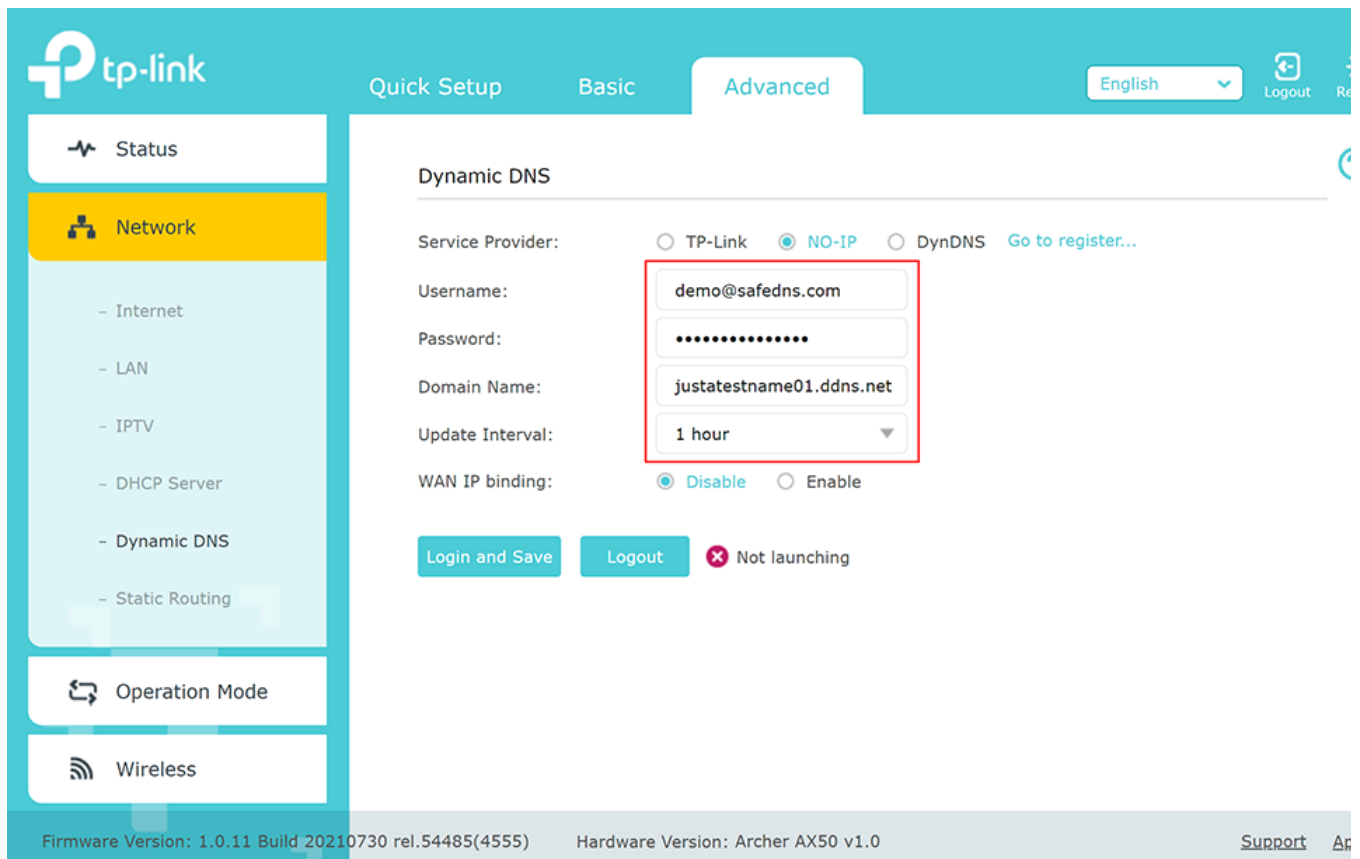 tp-link
Quick Setup Basic Advanced English Logout Re
Status
Network
- Internet
- LAN
- IPTV
- DHCP Server
- Dynamic DNS
- Static Routing
Operation Mode
Wireless
Dynamic DNS
Service Provider: TP-Link NO-IP DynDNS Go to register...
Username: demo@safedns.com
Password: •••••••••••••••
Domain Name: justatestname01.ddns.net
Update Interval: 1 hour
WAN IP binding: Disable Enable
Login and Save Logout Not launching
Firmware Version: 1.0.11 Build 20210730 rel.54485(4555) Hardware Version: Archer AX50 v1.0 Support Ap